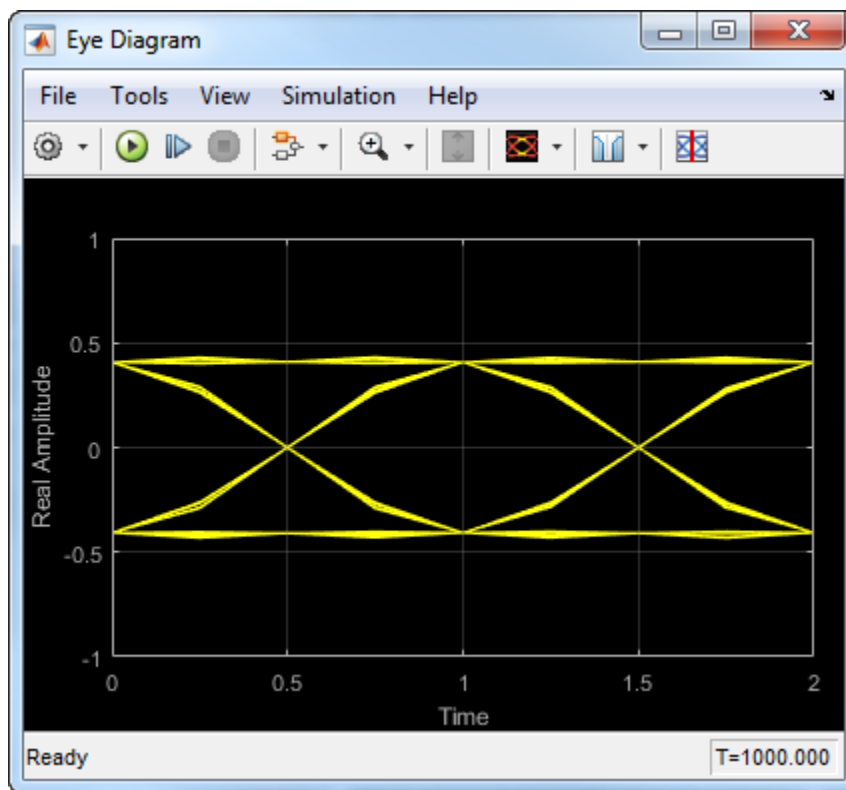 Eye Diagram
File Tools View Simulation Help
1
0.5
0
-0.5
-1
Real Amplitude
0 0.5 1 1.5 2
Time
Ready T=1000.000